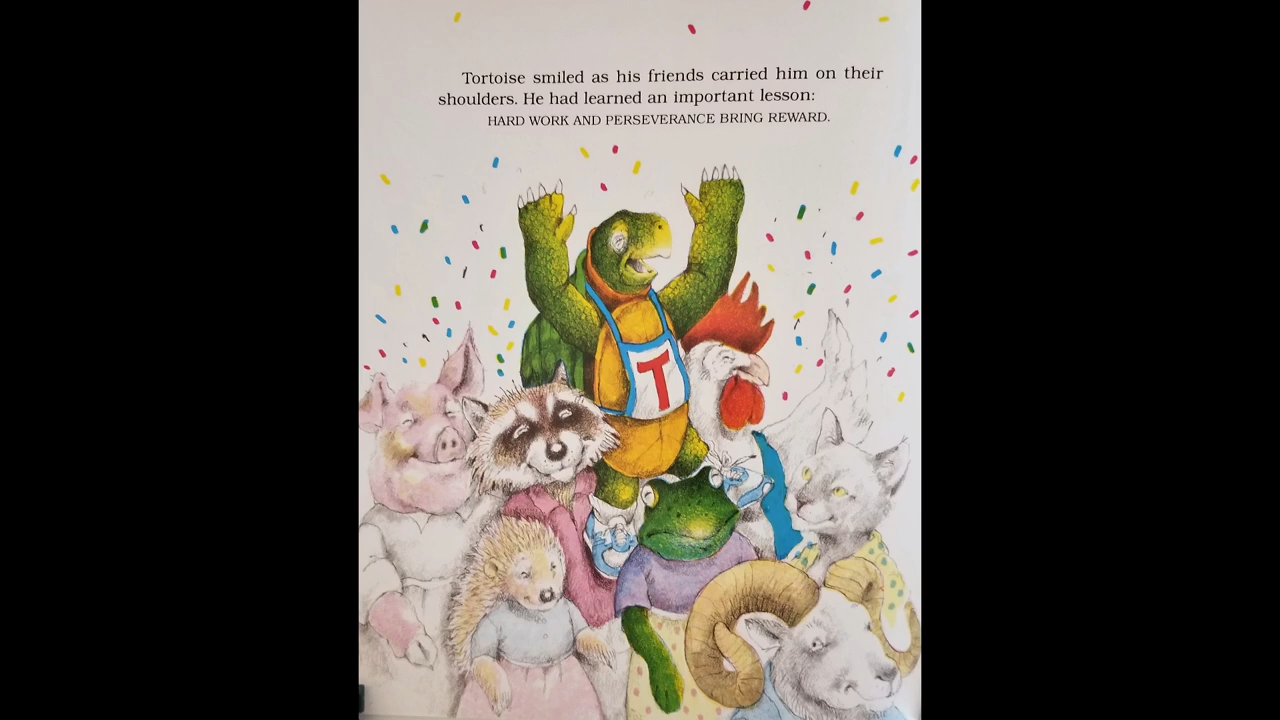 Tortoise smiled as his friends carried him on their
shoulders. He had learned an important lesson:
HARD WORK AND PERSEVERANCE BRING REWARD.
T